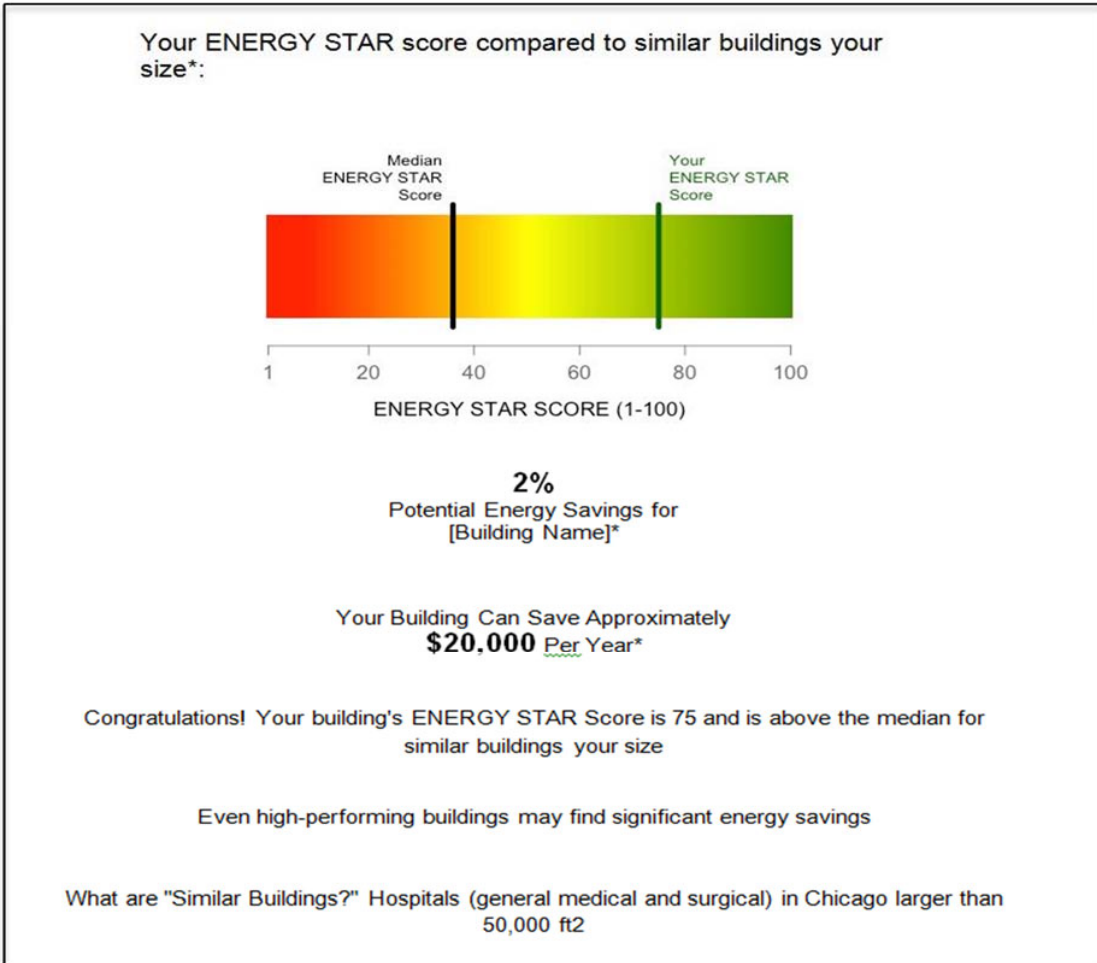 Your ENERGY STAR score compared to similar buildings your
size*:
Median
ENERGY STAR
Score
Your
ENERGY STAR
Score
1 20 40 60 80 100
ENERGY STAR SCORE (1-100)
2%
Potential Energy Savings for
[Building Name]*
Your Building Can Save Approximately
$20,000 Per Year*
Congratulations! Your building's ENERGY STAR Score is 75 and is above the median for
similar buildings your size
Even high-performing buildings may find significant energy savings
What are "Similar Buildings?" Hospitals (general medical and surgical) in Chicago larger than
50,000 ft2